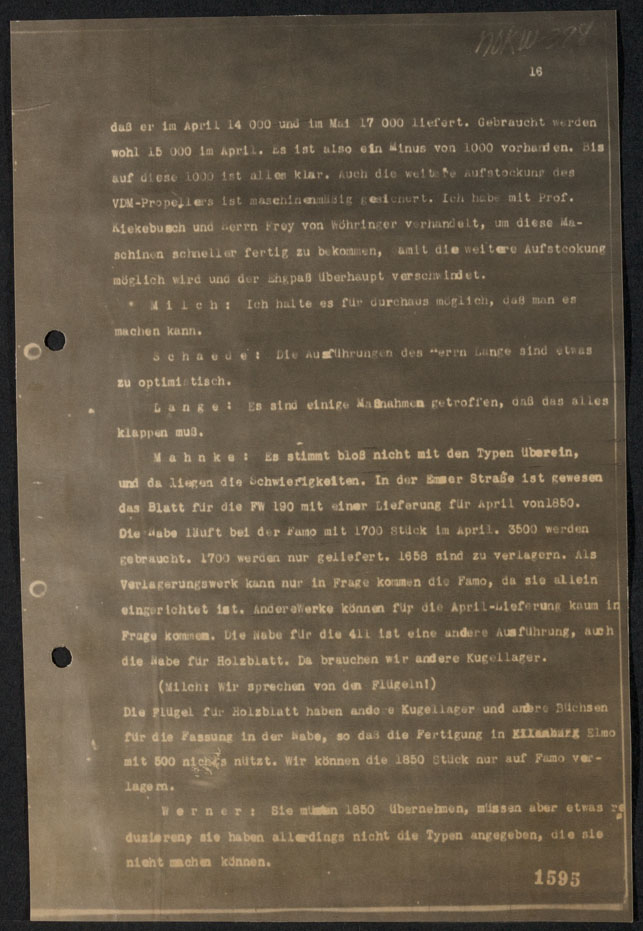 NOKW-
16
daß er im April 14 000 und im Mai 17 000 liefert. Gebraucht werden
wohl 15 000 im April. Es ist also ein Minus von 1000 vorhanden. Bis
auf diese 1000 ist alles klar. Auch die weitere Aufstockung des
VDM-Propellers ist maschinenmäßig gesichert. Ich habe mit Prof.
Kiekebusch und Herrn Frey von Wöhringer verhandelt, um diese Ma-
schinen schneller fertig zu bekommen, amit die weitere Aufstockung
möglich wird und der Ehgpaß überhaupt verschwindet.
" M i l c h : Ich halte es für durchaus möglich, daß man es
machen kann.
S c h a e d e : Die Ausführungen des Herrn Lange sind etwas
zu optimistisch.
L a n g e : Es sind einige Maßnahmen getroffen, daß das alles
klappen muß.
M a h n k e : Es stimmt bloß nicht mit den Typen überein,
und da liegen die Schwierigkeiten. In der Emser Straße ist gewesen
das Blatt für die FW 190 mit einer Lieferung für April von1850.
Die Nabe läuft bei der Famo mit 1700 Stück im April. 3500 werden
gebraucht. 1700 werden nur geliefert. 1658 sind zu verlagern. Als
Verlagerungswerk kann nur in Frage kommen die Famo, da sie allein
eingerichtet ist. AndereWerke können für die April-Lieferung kaum in
Frage kommen. Die Nabe für die 411 ist eine andere Ausführung, auch
die Nabe für Holzblatt. Da brauchen wir andere Kugellager.
(Milch: Wir sprechen von den Flügeln!)
Die Flügel für Holzblatt haben andere Kugellager und andere Büchsen
für die Fassung in der Nabe, so daß die Fertigung in Eilenburg Elmo
mit 500 nichts nützt. Wir können die 1850 Stück nur auf Famo ver-
lagern.
W e r n e r : Sie müssen 1850 übernehmen, müssen aber etwas re
duzieren; sie haben allerdings nicht die Typen angegeben, die sie
nicht machen können.
1595